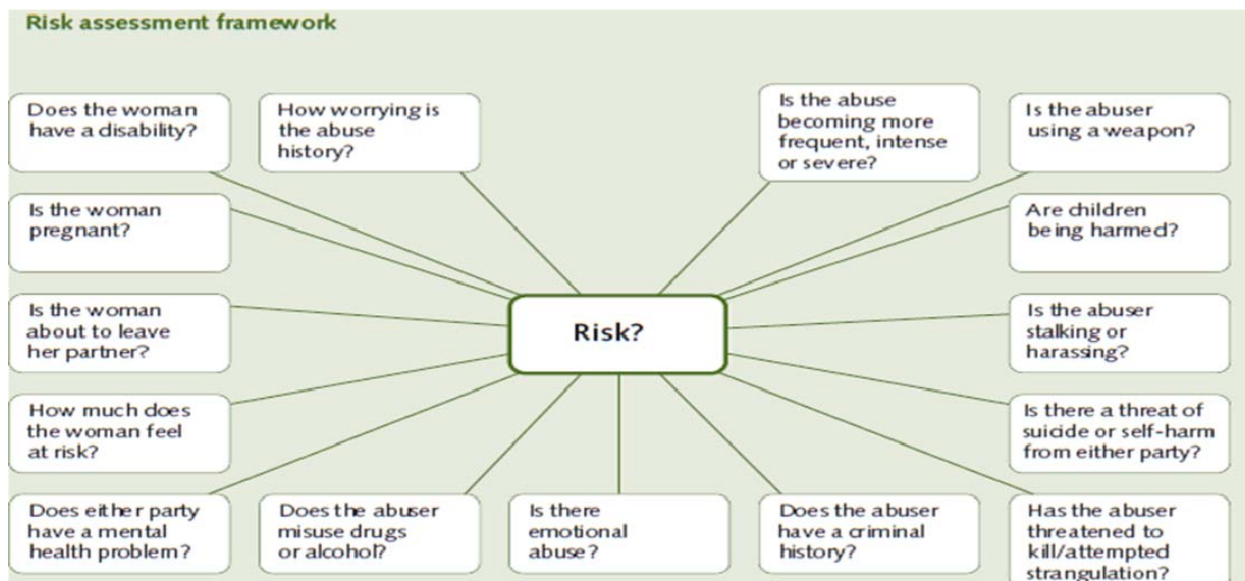 Risk assessment framework
Does the woman
have a disability?
How worrying is
the abuse
history?
Is the abuse
becoming more
frequent, intense
or severe?
Is the abuser
using a weapon?
Is the woman
pregnant?
Are children
being harmed?
Is the woman
about to leave
her partner?
Risk?
Is the abuser
stalking or
harassing?
How much does
the woman feel
at risk?
Is there a threat of
suicide or self-harm
from either party?
Does either party
have a mental
health problem?
Does the abuser
misuse drugs
or alcohol?
Is there
emotional
abuse?
Does the abuser
have a criminal
history?
Has the abuser
threatened to
kill/attempted
strangulation?